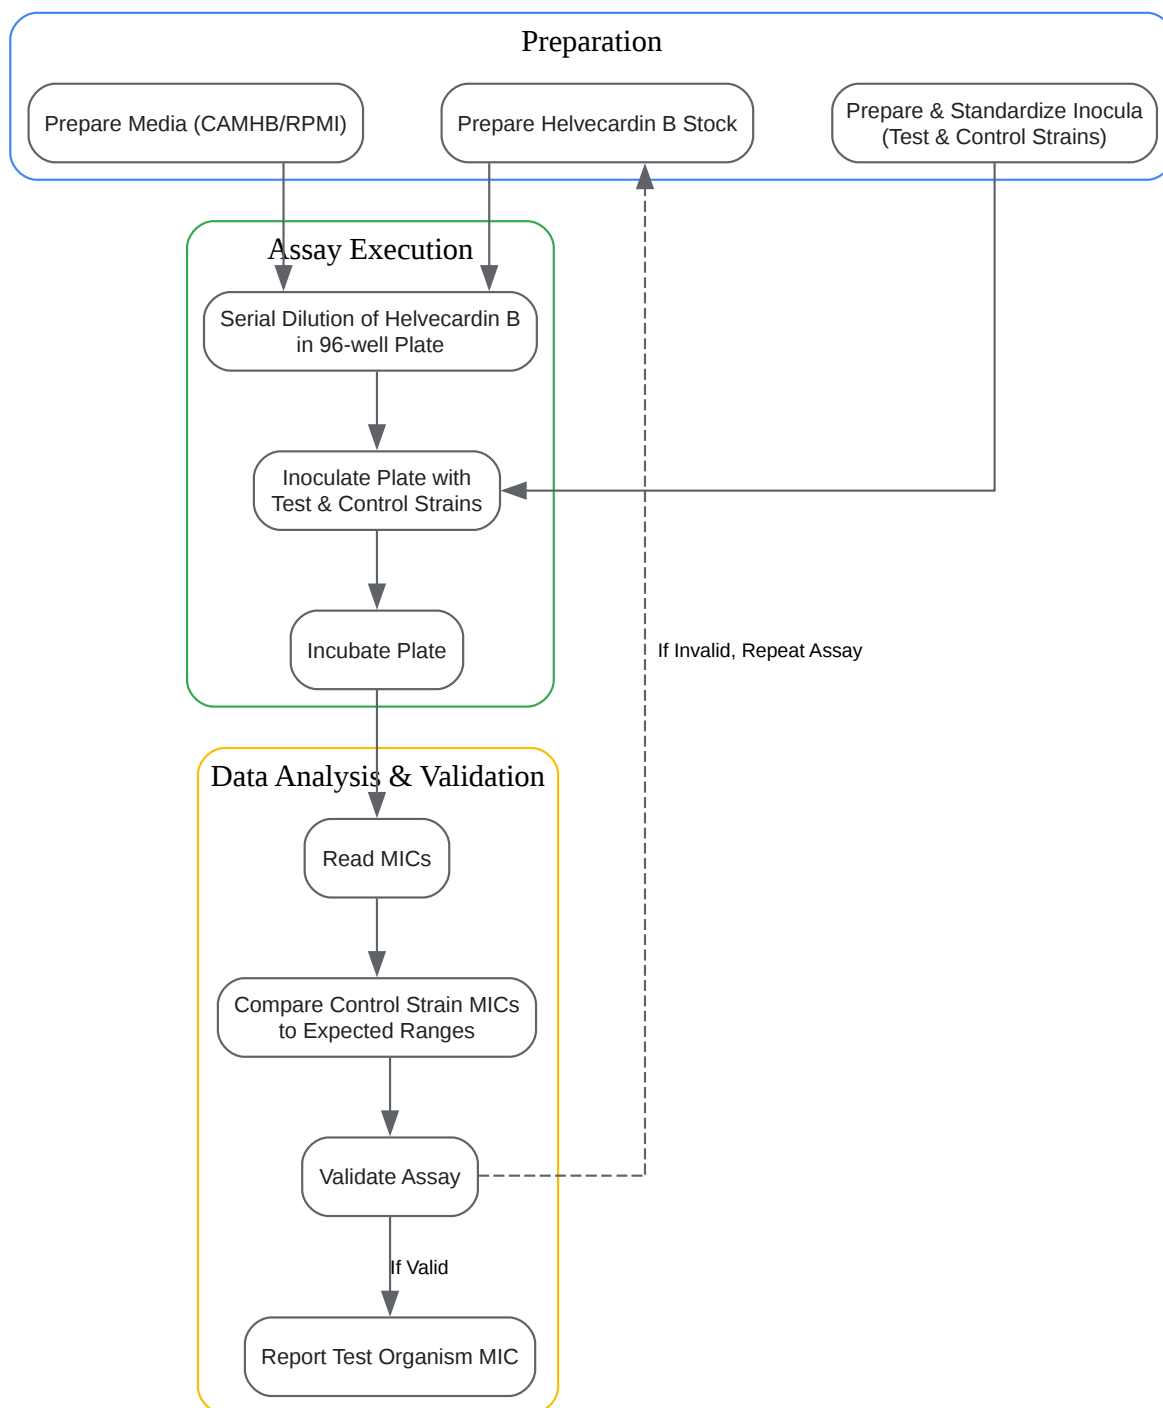 Preparation
Prepare Media (CAMHB/RPMI)
Prepare Helvecardin B Stock
Prepare & Standardize Inocula
(Test & Control Strains)
Assay Execution
Serial Dilution of Helvecardin B
in 96-well Plate
Inoculate Plate with
Test & Control Strains
Incubate Plate
If Invalid, Repeat Assay
Data Analysis & Validation
Read MICs
Compare Control Strain MICs
to Expected Ranges
Validate Assay
If Valid
Report Test Organism MIC